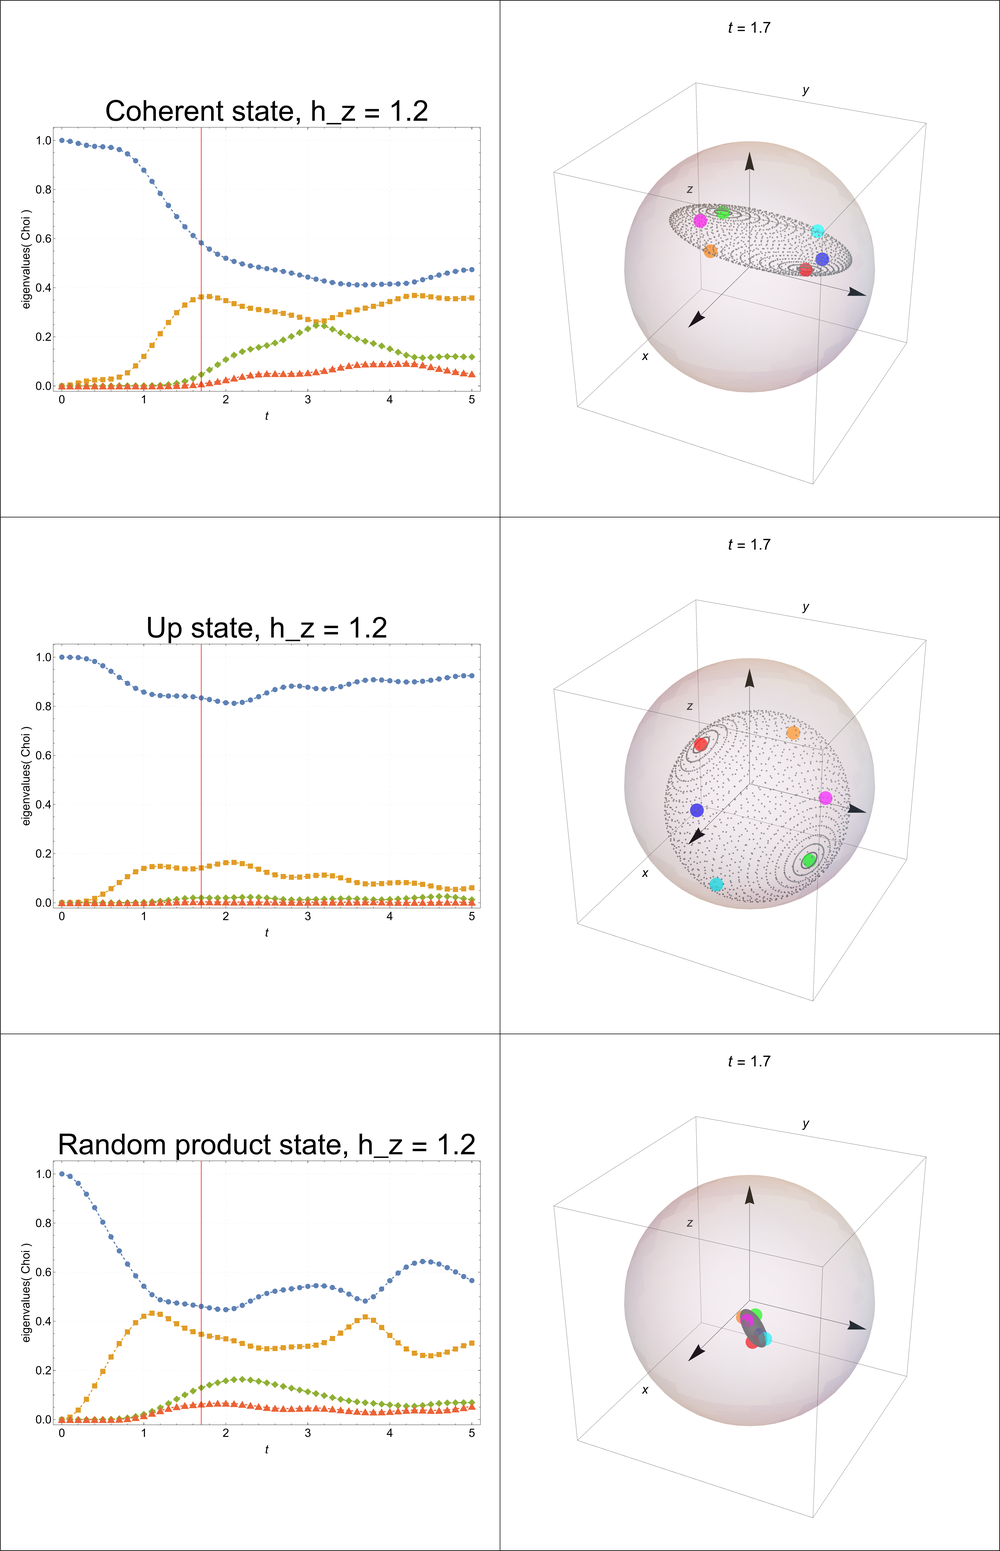 t = 1.7
y
z
x
Coherent state, h_z = 1.2
eigenvalues( Choi )
1.0
0.8
0.6
0.4
0.2
0.0
0 1 2 3 4 5
t
t = 1.7
y
z
x
Up state, h_z = 1.2
eigenvalues( Choi )
1.0
0.8
0.6
0.4
0.2
0.0
0 1 2 3 4 5
t
t = 1.7
y
z
x
Random product state, h_z = 1.2
eigenvalues( Choi )
1.0
0.8
0.6
0.4
0.2
0.0
0 1 2 3 4 5
t